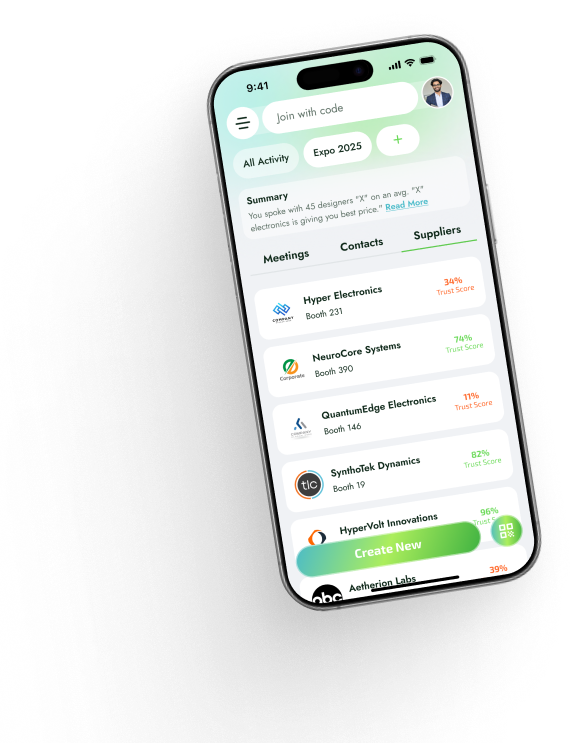 9:41
Join with code
All Activity
Expo 2025
+
Summary
You spoke with 45 designers "X" on an avg. "X"
electronics is giving you best price." Read More
Meetings
Contacts
Suppliers
COMPANY
Hyper Electronics
Booth 231
34%
Trust Score
Corporate
NeuroCore Systems
Booth 390
74%
Trust Score
QuantumEdge Electronics
Booth 146
11%
Trust Score
tlc
SynthoTek Dynamics
Booth 19
82%
Trust Score
HyperVolt Innovations
96%
Trust S
Create New
abc
Aetherion Labs
39%